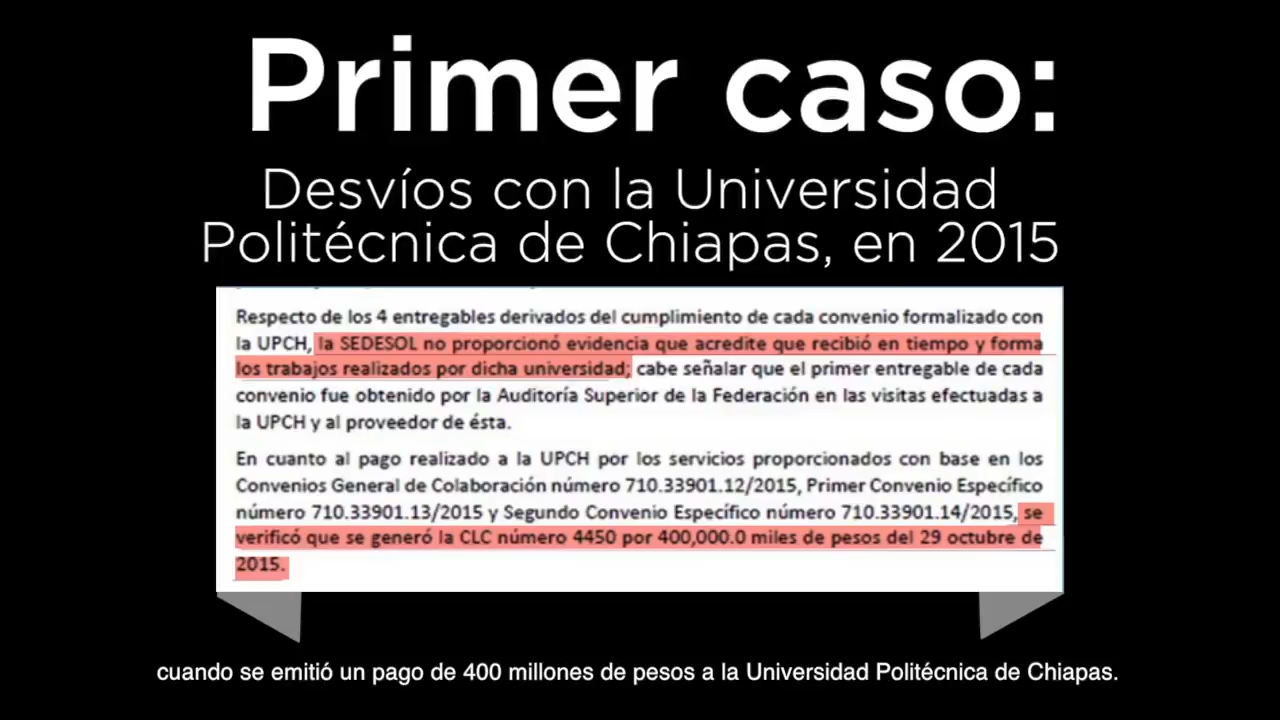 Primer caso:
Desvíos con la Universidad
Politécnica de Chiapas, en 2015
Respecto de los 4 entregables derivados del cumplimiento de cada convenio formalizado con
la UPCH, la SEDESOL no proporcionó evidencia que acredite que recibió en tiempo y forma
los trabajos realizados por dicha universidad; cabe señalar que el primer entregable de cada
convenio fue obtenido por la Auditoría Superior de la Federación en las visitas efectuadas a
la UPCH y al proveedor de ésta.
En cuanto al pago realizado a la UPCH por los servicios proporcionados con base en los
Convenios General de Colaboración número 710.33901.12/2015, Primer Convenio Específico
número 710.33901.13/2015 y Segundo Convenio Específico número 710.33901.14/2015, se
verificó que se generó la CLC número 4450 por 400,000.0 miles de pesos del 29 octubre de
2015.
cuando se emitió un pago de 400 millones de pesos a la Universidad Politécnica de Chiapas.